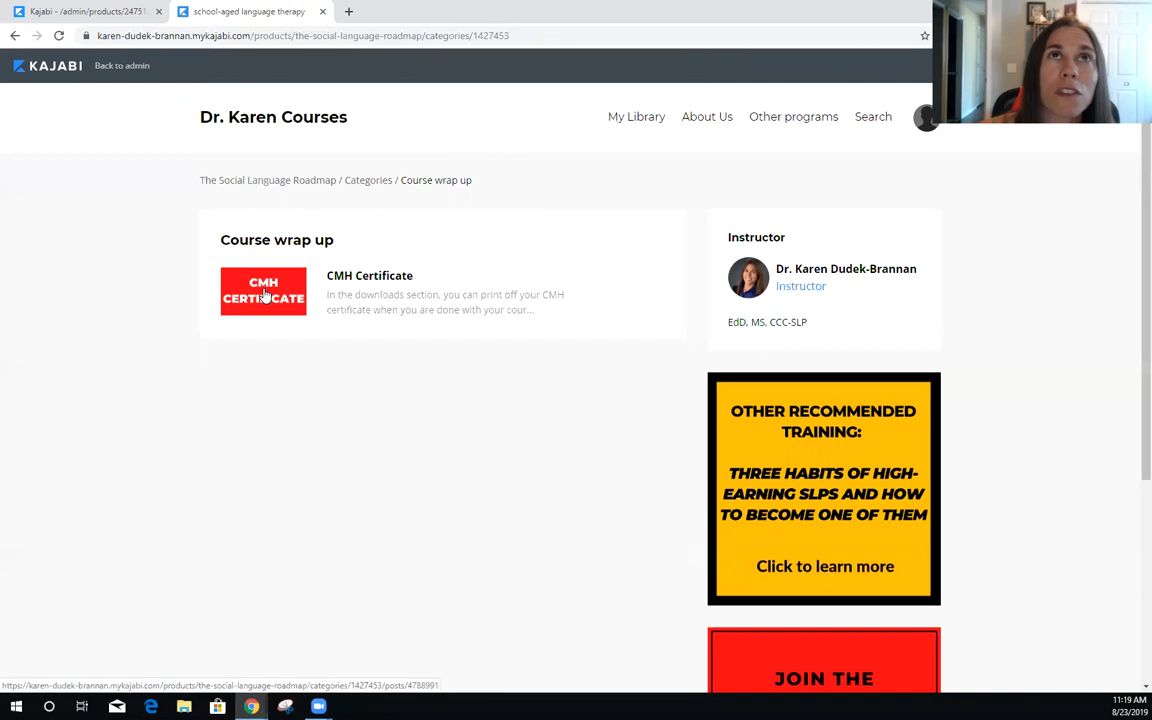 Kajabi - /admin/products/24751
school-aged language therapy
karen-dudek-brannan.mykajabi.com/products/the-social-language-roadmap/categories/1427453
KAJABI Back to admin
Dr. Karen Courses
My Library About Us Other programs Search
The Social Language Roadmap / Categories / Course wrap up
Course wrap up
CMH
CERTIFICATE
CMH Certificate
In the downloads section, you can print off your CMH
certificate when you are done with your cour...
Instructor
Dr. Karen Dudek-Brannan
Instructor
EdD, MS, CCC-SLP
OTHER RECOMMENDED
TRAINING:
THREE HABITS OF HIGH-
EARNING SLPS AND HOW
TO BECOME ONE OF THEM
Click to learn more
JOIN THE
https://karen-dudek-brannan.mykajabi.com/products/the-social-language-roadmap/categories/1427453/posts/4788991
11:19 AM
8/23/2019